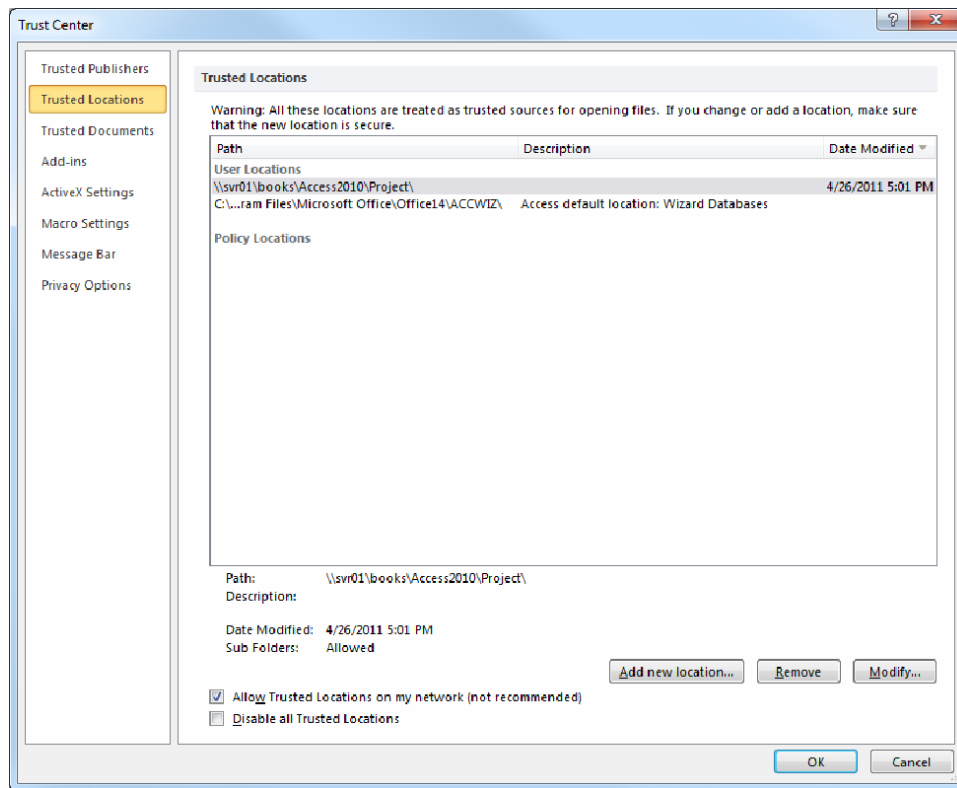 Trust Center
?
Trusted Publishers
Trusted Locations
Trusted Documents
Add-ins
ActiveX Settings
Macro Settings
Message Bar
Privacy Options
Trusted Locations
Warning: All these locations are treated as trusted sources for opening files. If you change or add a location, make sure
that the new location is secure.
Path Description Date Modified
User Locations
\\svr01\books\Access2010\Project\ 4/26/2011 5:01 PM
C:\...ram Files\Microsoft Office\Office14\ACCWIZ\ Access default location: Wizard Databases
Policy Locations
Path: \\svr01\books\Access2010\Project\
Description:
Date Modified: 4/26/2011 5:01 PM
Sub Folders: Allowed
Add new location... Remove Modify...
Allow Trusted Locations on my network (not recommended)
Disable all Trusted Locations
OK Cancel